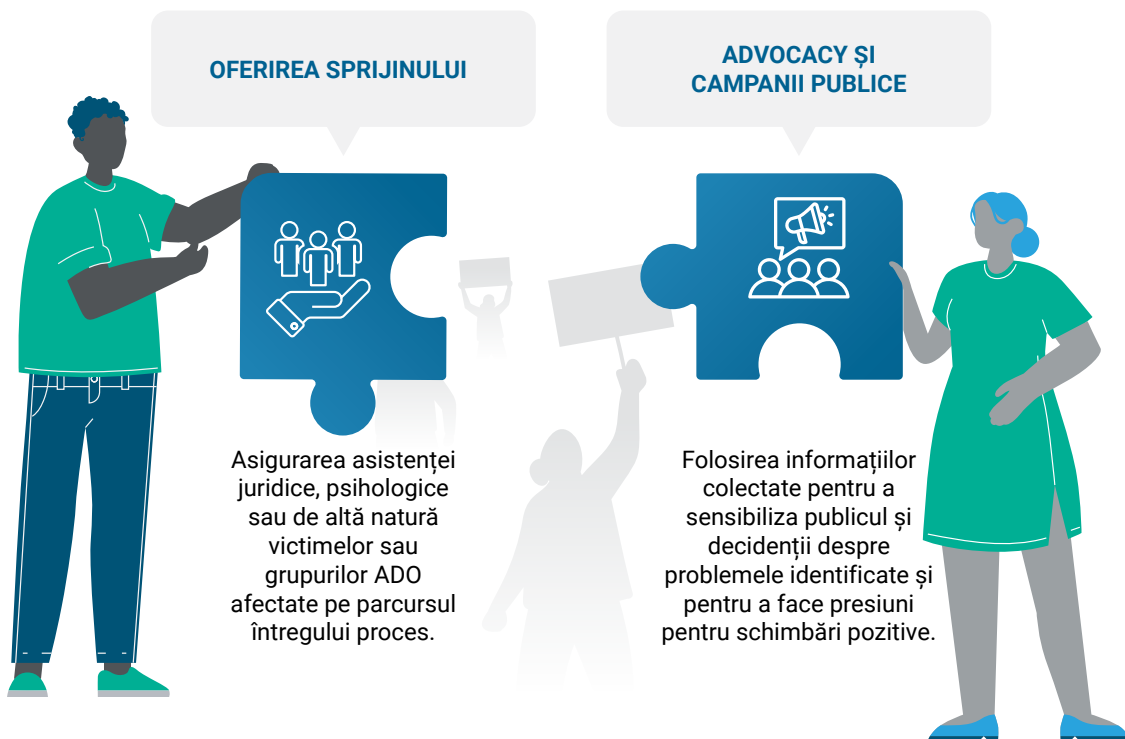 OFERIREA SPRIJINULUI
Asigurarea asistenței
juridice, psihologice
sau de altă natură
victimelor sau
grupurilor ADO
afectate pe parcursul
întregului proces.
ADVOCACY ȘI
CAMPANII PUBLICE
Folosirea informațiilor
colectate pentru a
sensibiliza publicul și
decidenții despre
problemele identificate și
pentru a face presiuni
pentru schimbări pozitive.